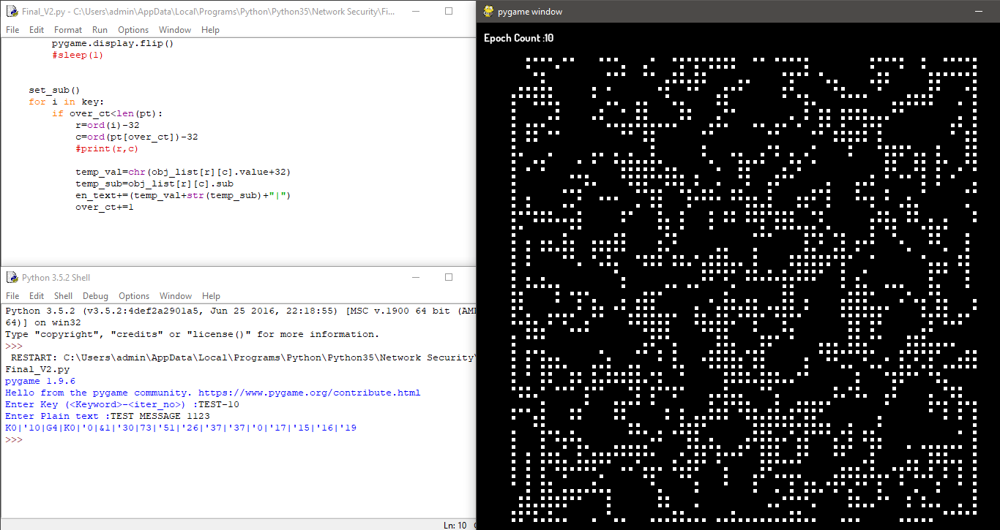 Final_V2.py - C:\Users\admin\AppData\Local\Programs\Python\Python35\Network Security\Fi...
File Edit Format Run Options Window Help
pygame.display.flip()
#sleep(1)
set_sub()
for i in key:
if over_ct<len(pt):
r=ord(i)-32
c=ord(pt[over_ct])-32
#print(r,c)
temp_val=chr(obj_list[r][c].value+32)
temp_sub=obj_list[r][c].sub
en_text+=(temp_val+str(temp_sub)+"|")
over_ct+=1
Python 3.5.2 Shell
File Edit Shell Debug Options Window Help
Python 3.5.2 (v3.5.2:4def2a2901a5, Jun 25 2016, 22:18:55) [MSC v.1900 64 bit (AM
64)] on win32
Type "copyright", "credits" or "license()" for more information.
>>>
RESTART: C:\Users\admin\AppData\Local\Programs\Python\Python35\Network Security\
Final_V2.py
pygame 1.9.6
Hello from the pygame community. https://www.pygame.org/contribute.html
Enter Key (<Keyword>-<iter_no>) :TEST-10
Enter Plain text :TEST MESSAGE 1123
K0|'10|G4|K0|'0|&1|'30|73|'51|'26|'37|'37|'0|'17|'15|'16|'19
>>>
Ln: 10
pygame window
Epoch Count :10